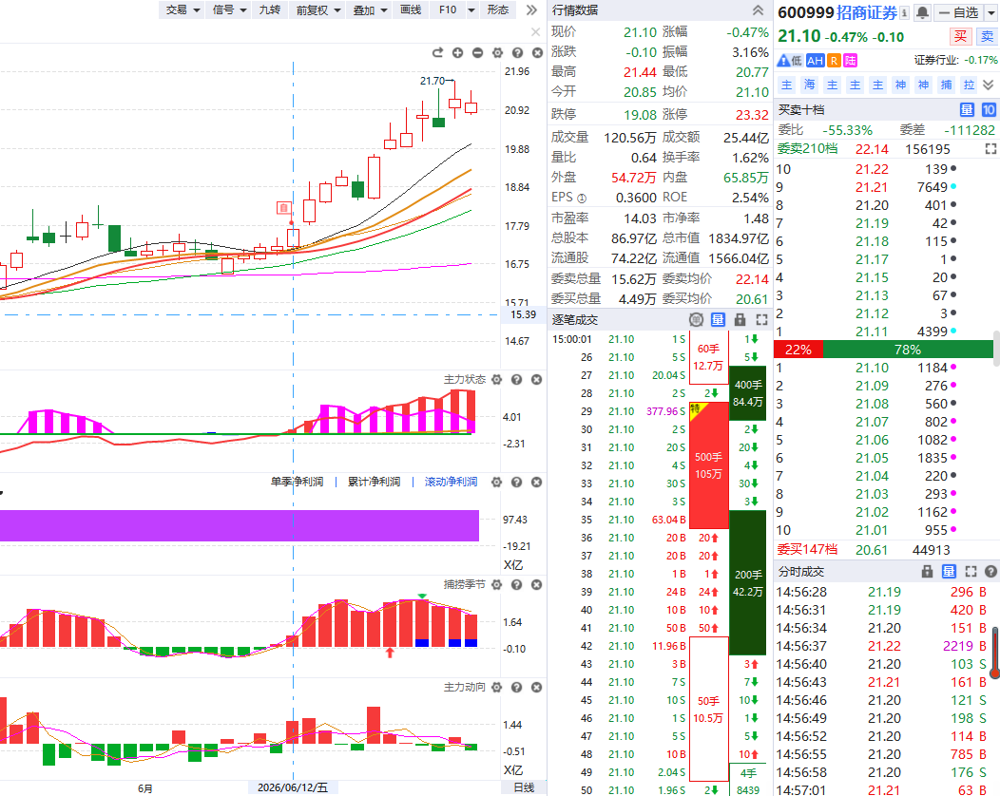 交易 信号 九转 前复权 叠加 画线 F10 形态
21.96
21.70
20.92
19.88
18.84
17.79
16.75
15.71
15.39
14.67
主力状态
4.01
-2.31
单季净利润 | 累计净利润 | 滚动净利润
97.43
-19.21
X亿
捕捞季节
1.64
-0.10
主力动向
1.44
-0.51
X亿
6月 2026/06/12/五 日线
行情数据
现价 21.10 涨幅 -0.47%
涨跌 -0.10 振幅 3.16%
最高 21.44 最低 20.77
今开 20.85 均价 21.10
跌停 19.08 涨停 23.32
成交量 120.56万 成交额 25.44亿
量比 0.64 换手率 1.62%
外盘 54.72万 内盘 65.85万
EPS ① 0.3600 ROE 2.54%
市盈率 14.03 市净率 1.48
总股本 86.97亿 总市值 1834.97亿
流通股 74.22亿 流通值 1566.04亿
委卖总量 15.62万 委卖均价 22.14
委买总量 4.49万 委买均价 20.61
逐笔成交 量
15:00:01 21.10 1 S 1
26 21.10 5 S 5
27 21.10 20.04 S
28 21.10 2 S 2
29 21.10 377.96 S
30 21.10 2 S 2
31 21.10 20 S 20
32 21.10 4 S 4
33 21.10 30 S 30
34 21.10 3 S 3
35 21.10 63.04 B
36 21.10 20 B 20
37 21.10 20 B 20
38 21.10 1 B 1
39 21.10 24 B 24
40 21.10 10 B 10
41 21.10 50 B 50
42 21.10 11.96 B
43 21.10 3 B 3
44 21.10 7 S 7
45 21.10 10 S 10
46 21.10 1 S 1
47 21.10 5 S 5
48 21.10 10 B 10
49 21.10 2.04 S
50 21.10 1.96 S 2
60手
12.7万
400手
84.4万
特
500手
105万
200手
42.2万
50手
10.5万
4手
8439
600999 招商证券 自选
21.10 -0.47% -0.10 买 卖
低 AH R 陆 证券行业: -0.17%
主 海 主 主 主 神 神 捕 拉
买卖十档 量 10
委比 -55.33% 委差 -111282
委卖210档 22.14 156195
10 21.22 139
9 21.21 7649
8 21.20 401
7 21.19 42
6 21.18 115
5 21.17 1
4 21.15 20
3 21.13 67
2 21.12 3
1 21.11 4399
22% 78%
1 21.10 1184
2 21.09 276
3 21.08 560
4 21.07 802
5 21.06 1082
6 21.05 1835
7 21.04 220
8 21.03 293
9 21.02 1162
10 21.01 955
委买147档 20.61 44913
分时成交 量
14:56:28 21.19 296 B
14:56:31 21.19 420 B
14:56:34 21.20 151 B
14:56:37 21.22 2219 B
14:56:40 21.20 103 S
14:56:43 21.21 161 B
14:56:46 21.20 121 S
14:56:49 21.20 198 S
14:56:52 21.20 114 B
14:56:55 21.20 785 B
14:56:58 21.20 176 S
14:57:01 21.21 63 B